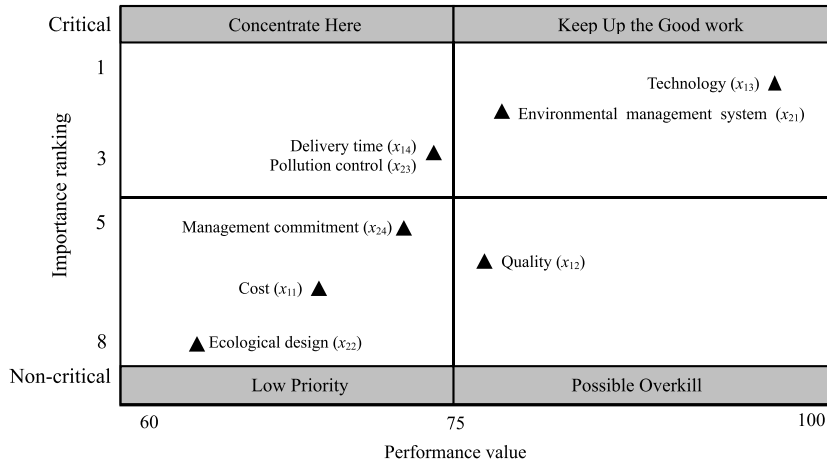 Critical
Concentrate Here
Keep Up the Good work
1
Technology (x13)
Environmental management system (x21)
Delivery time (x14)
3
Pollution control (x23)
Importance ranking
5
Management commitment (x24)
Quality (x12)
Cost (x11)
8
Ecological design (x22)
Non-critical
Low Priority
Possible Overkill
60
75
100
Performance value